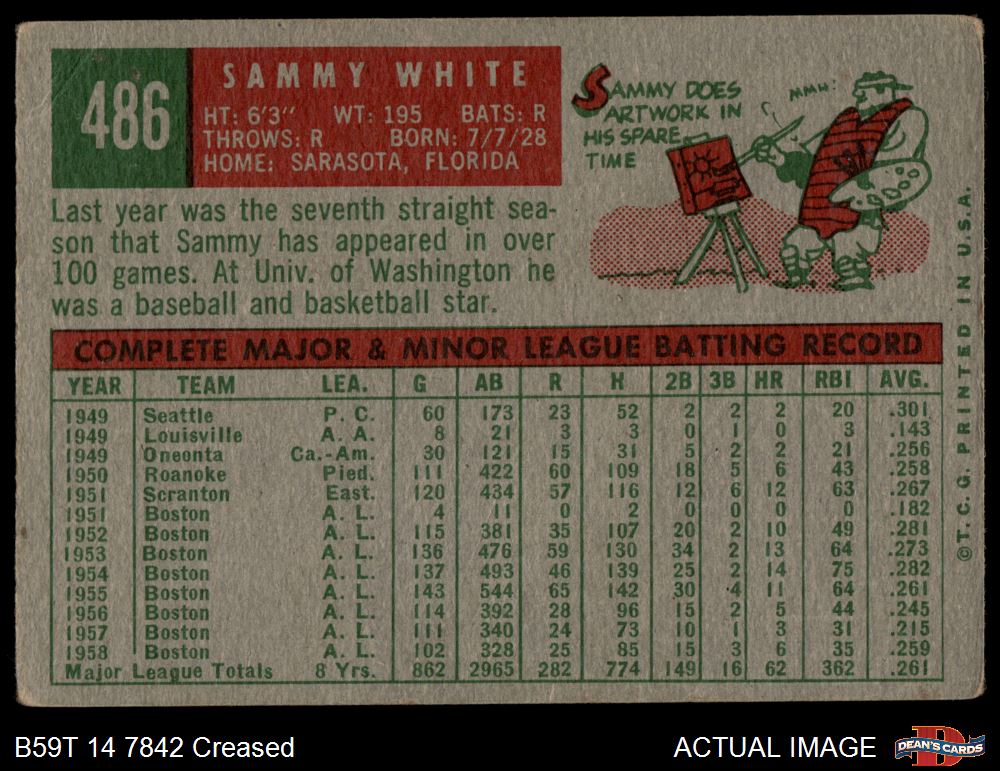 486
SAMMY WHITE
HT: 6'3" WT: 195 BATS: R
THROWS: R BORN: 7/7/28
HOME: SARASOTA, FLORIDA
SAMMY DOES
ARTWORK IN
HIS SPARE
TIME
MMH!
Last year was the seventh straight sea-
son that Sammy has appeared in over
100 games. At Univ. of Washington he
was a baseball and basketball star.
COMPLETE MAJOR & MINOR LEAGUE BATTING RECORD
YEAR TEAM LEA. G AB R H 2B 3B HR RBI AVG.
1949 Seattle P. C. 60 173 23 52 2 2 2 20 .301
1949 Louisville A. A. 8 21 3 3 0 1 0 3 .143
1949 Oneonta Ca.-Am. 30 121 15 31 5 2 2 21 .256
1950 Roanoke Pied. 111 422 60 109 18 5 6 43 .258
1951 Scranton East. 120 434 57 116 12 6 12 63 .267
1951 Boston A. L. 4 11 0 2 0 0 0 0 .182
1952 Boston A. L. 115 381 35 107 20 2 10 49 .281
1953 Boston A. L. 136 476 59 130 34 2 13 64 .273
1954 Boston A. L. 137 493 46 139 25 2 14 75 .282
1955 Boston A. L. 143 544 65 142 30 4 11 64 .261
1956 Boston A. L. 114 392 28 96 15 2 5 44 .245
1957 Boston A. L. 111 340 24 73 10 1 3 31 .215
1958 Boston A. L. 102 328 25 85 15 3 6 35 .259
Major League Totals 8 Yrs. 862 2965 282 774 149 16 62 362 .261
©T.C.G. PRINTED IN U.S.A.
B59T 14 7842 Creased
ACTUAL IMAGE
DEAN'S CARDS